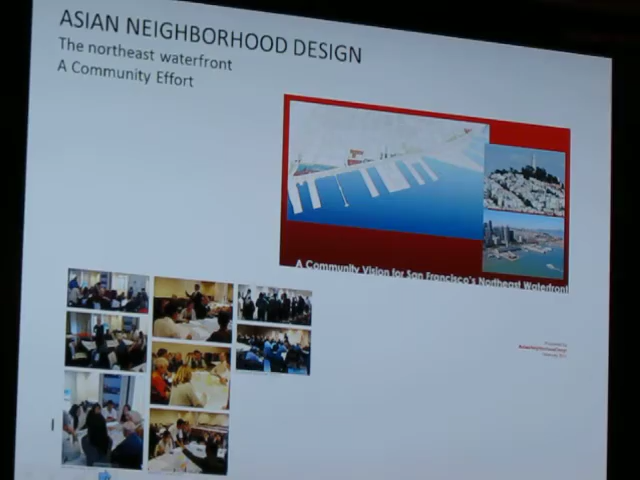 ASIAN NEIGHBORHOOD DESIGN
The northeast waterfront
A Community Effort
A Community Vision for San Francisco's Northeast Waterfront